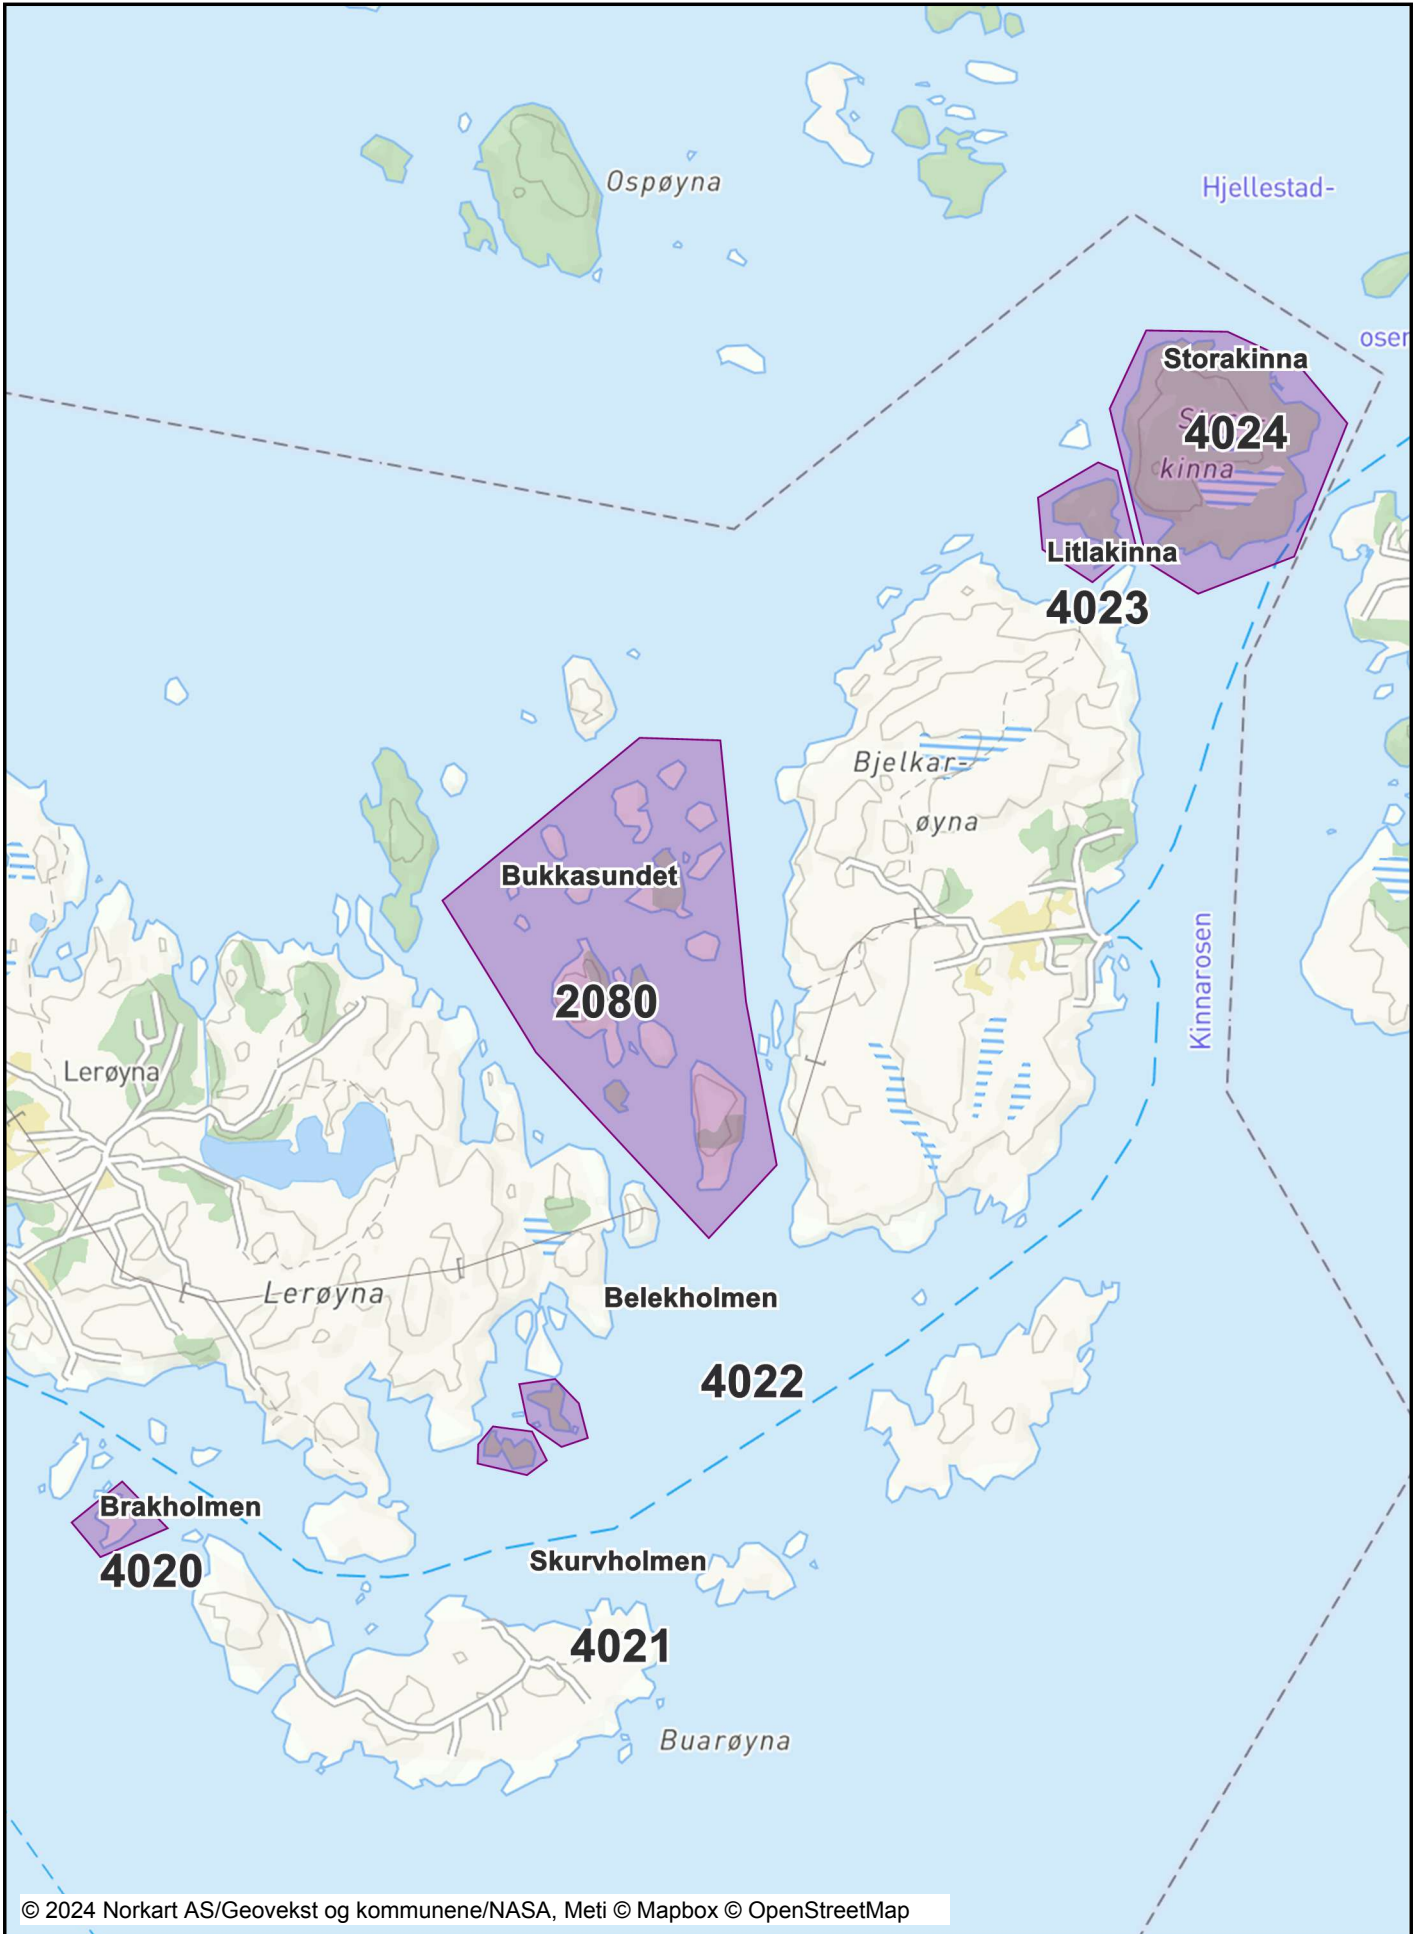 Ospøyna
Hjellestad-
osen
Storakinna
4024
kinna
Litlakinna
4023
Bjelkar-
øyna
Bukkasundet
2080
Kinnarosen
Lerøyna
Lerøyna
Belekholmen
4022
Brakholmen
4020
Skurvholmen
4021
Buarøyna
© 2024 Norkart AS/Geovekst og kommunene/NASA, Meti © Mapbox © OpenStreetMap